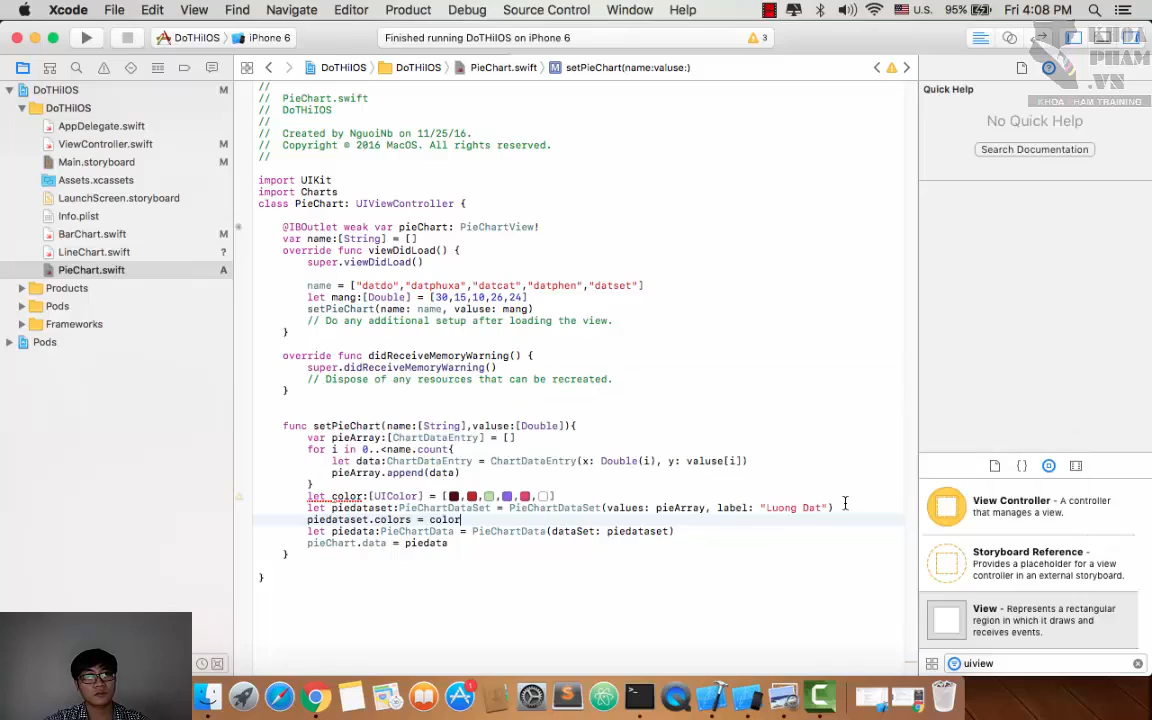 Xcode File Edit View Find Navigate Editor Product Debug Source Control Window Help U.S. 95% Fri 4:08 PM
DoTHiIOS iPhone 6 Finished running DoTHiIOS on iPhone 6 3
KHOA
PHAM
.VN
KHOA PHAM TRAINING
DoTHiIOS DoTHiIOS PieChart.swift M setPieChart(name:valuse:)
DoTHiIOS M
DoTHiIOS
AppDelegate.swift
ViewController.swift M
Main.storyboard M
Assets.xcassets
LaunchScreen.storyboard
Info.plist
BarChart.swift M
LineChart.swift ?
PieChart.swift A
Products
Pods
Frameworks
Pods
//
// PieChart.swift
// DoTHiIOS
//
// Created by NguoiNb on 11/25/16.
// Copyright © 2016 MacOS. All rights reserved.
//
import UIKit
import Charts
class PieChart: UIViewController {
@IBOutlet weak var pieChart: PieChartView!
var name:[String] = []
override func viewDidLoad() {
super.viewDidLoad()
name = ["datdo","datphuxa","datcat","datphen","datset"]
let mang:[Double] = [30,15,10,26,24]
setPieChart(name: name, valuse: mang)
// Do any additional setup after loading the view.
}
override func didReceiveMemoryWarning() {
super.didReceiveMemoryWarning()
// Dispose of any resources that can be recreated.
}
func setPieChart(name:[String],valuse:[Double]){
var pieArray:[ChartDataEntry] = []
for i in 0..<name.count{
let data:ChartDataEntry = ChartDataEntry(x: Double(i), y: valuse[i])
pieArray.append(data)
}
let color:[UIColor] = [ , , , , , ]
let piedataset:PieChartDataSet = PieChartDataSet(values: pieArray, label: "Luong Dat")
piedataset.colors = color
let piedata:PieChartData = PieChartData(dataSet: piedataset)
pieChart.data = piedata
}
}
Quick Help
No Quick Help
Search Documentation
View Controller - A controller
that manages a view.
Storyboard Reference -
Provides a placeholder for a view
controller in an external storyboard.
View - Represents a rectangular
region in which it draws and
receives events.
uiview